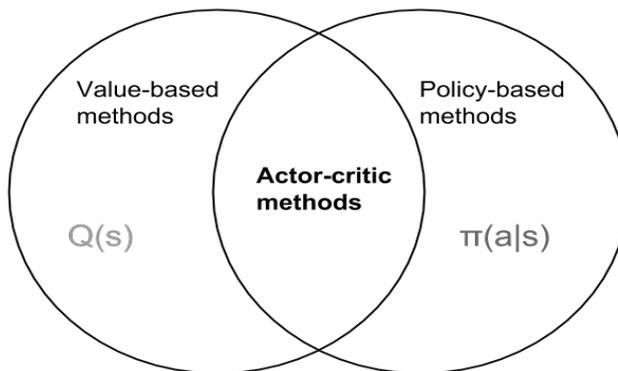 Value-based
methods
Policy-based
methods
Actor-critic
methods
Q(s)
π(a|s)